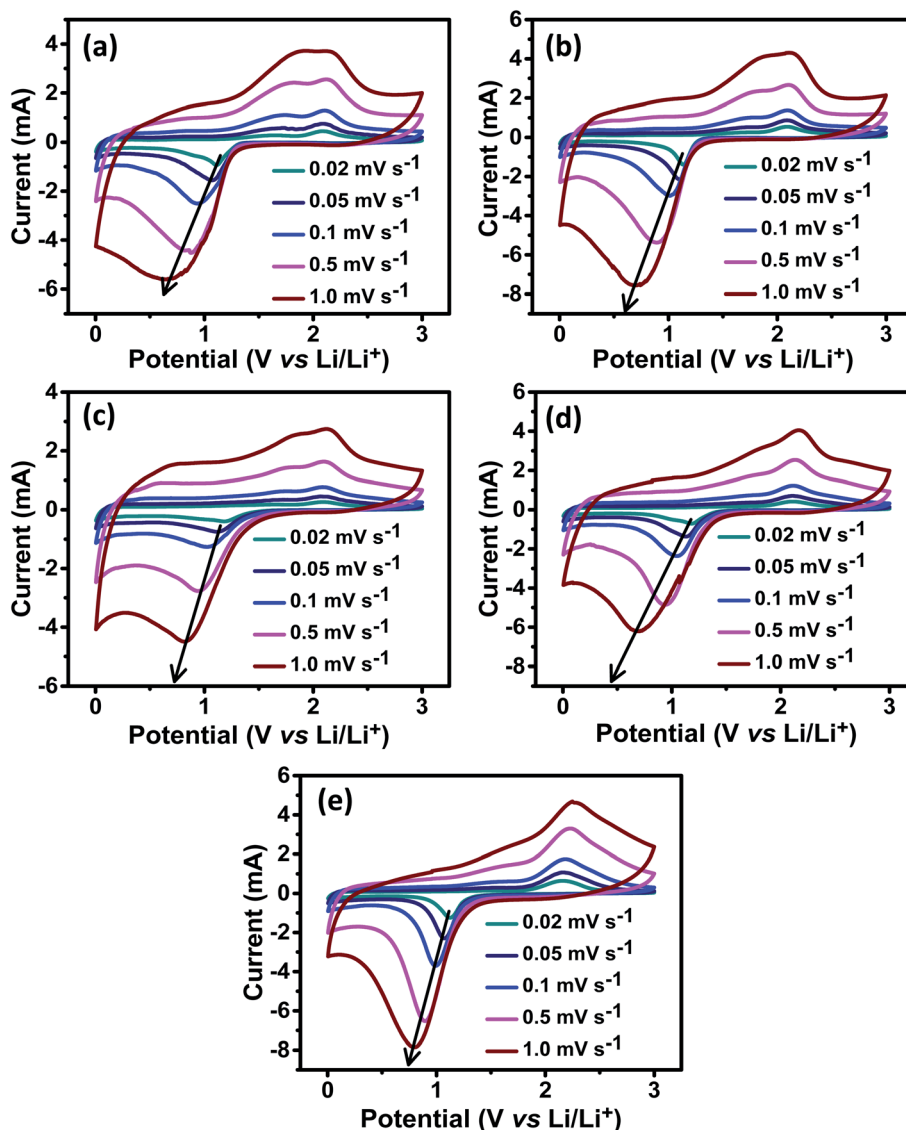 (a)
Current (mA)
4
2
0
-2
-4
-6
0 1 2 3
Potential (V vs Li/Li⁺)
0.02 mV s⁻¹
0.05 mV s⁻¹
0.1 mV s⁻¹
0.5 mV s⁻¹
1.0 mV s⁻¹
(b)
Current (mA)
6
4
2
0
-2
-4
-6
-8
0 1 2 3
Potential (V vs Li/Li⁺)
0.02 mV s⁻¹
0.05 mV s⁻¹
0.1 mV s⁻¹
0.5 mV s⁻¹
1.0 mV s⁻¹
(c)
Current (mA)
4
2
0
-2
-4
-6
0 1 2 3
Potential (V vs Li/Li⁺)
0.02 mV s⁻¹
0.05 mV s⁻¹
0.1 mV s⁻¹
0.5 mV s⁻¹
1.0 mV s⁻¹
(d)
Current (mA)
6
4
2
0
-2
-4
-6
-8
0 1 2 3
Potential (V vs Li/Li⁺)
0.02 mV s⁻¹
0.05 mV s⁻¹
0.1 mV s⁻¹
0.5 mV s⁻¹
1.0 mV s⁻¹
(e)
Current (mA)
6
4
2
0
-2
-4
-6
-8
0 1 2 3
Potential (V vs Li/Li⁺)
0.02 mV s⁻¹
0.05 mV s⁻¹
0.1 mV s⁻¹
0.5 mV s⁻¹
1.0 mV s⁻¹